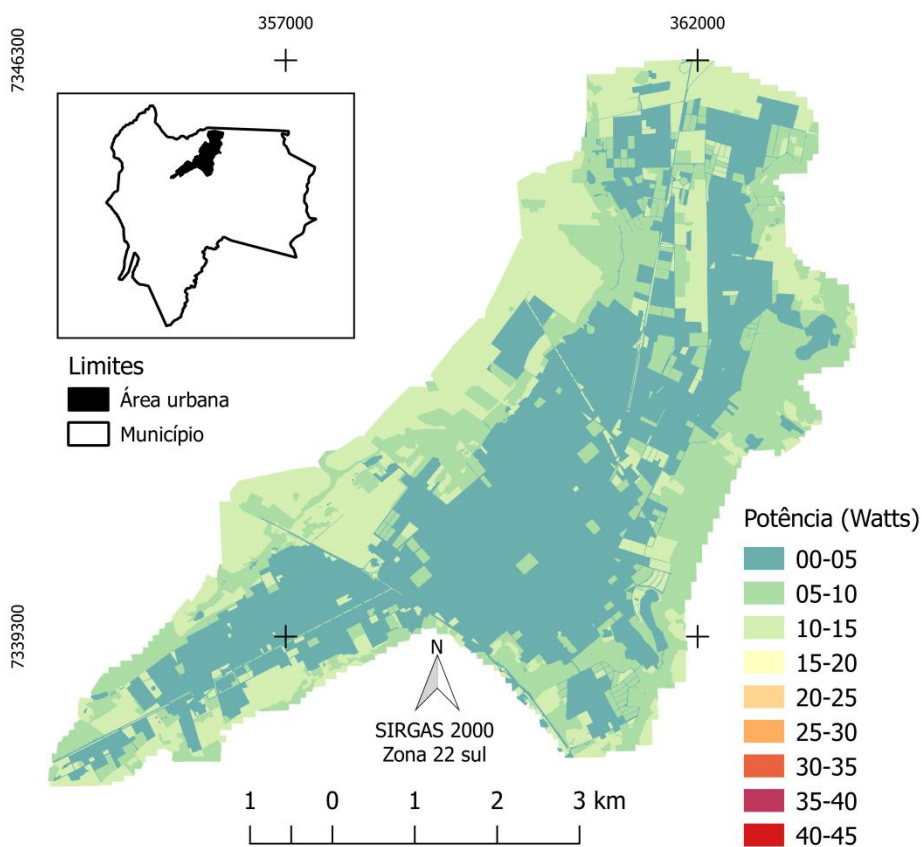 357000
362000
7346300
Limites
Área urbana
Município
Potência (Watts)
00-05
05-10
10-15
15-20
20-25
25-30
30-35
35-40
40-45
7339300
N
SIRGAS 2000
Zona 22 sul
1 0 1 2 3 km